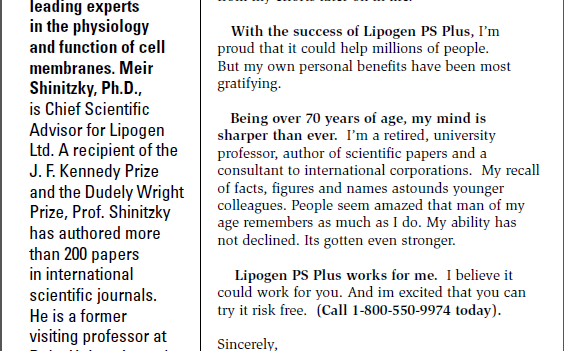 leading experts
in the physiology
and function of cell
membranes. Meir
Shinitzky, Ph.D.,
is Chief Scientific
Advisor for Lipogen
Ltd. A recipient of the
J. F. Kennedy Prize
and the Dudely Wright
Prize, Prof. Shinitzky
has authored more
than 200 papers
in international
scientific journals.
He is a former
visiting professor at
With the success of Lipogen PS Plus, I'm
proud that it could help millions of people.
But my own personal benefits have been most
gratifying.
Being over 70 years of age, my mind is
sharper than ever. I'm a retired, university
professor, author of scientific papers and a
consultant to international corporations. My recall
of facts, figures and names astounds younger
colleagues. People seem amazed that man of my
age remembers as much as I do. My ability has
not declined. Its gotten even stronger.
Lipogen PS Plus works for me. I believe it
could work for you. And im excited that you can
try it risk free. (Call 1-800-550-9974 today).
Sincerely,